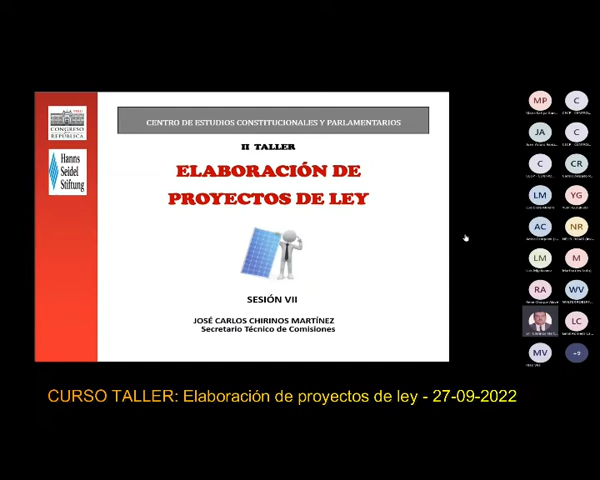 CENTRO DE ESTUDIOS CONSTITUCIONALES Y PARLAMENTARIOS
CONGRESO
REPÚBLICA
Hanns
Seidel
Stiftung
II TALLER
ELABORACIÓN DE
PROYECTOS DE LEY
SESIÓN VII
JOSÉ CARLOS CHIRINOS MARTÍNEZ
Secretario Técnico de Comisiones
MP
C
JA
C
C
CR
LM
YG
AC
NR
LM
M
RA
WV
LC
MV
+9
CURSO TALLER: Elaboración de proyectos de ley - 27-09-2022